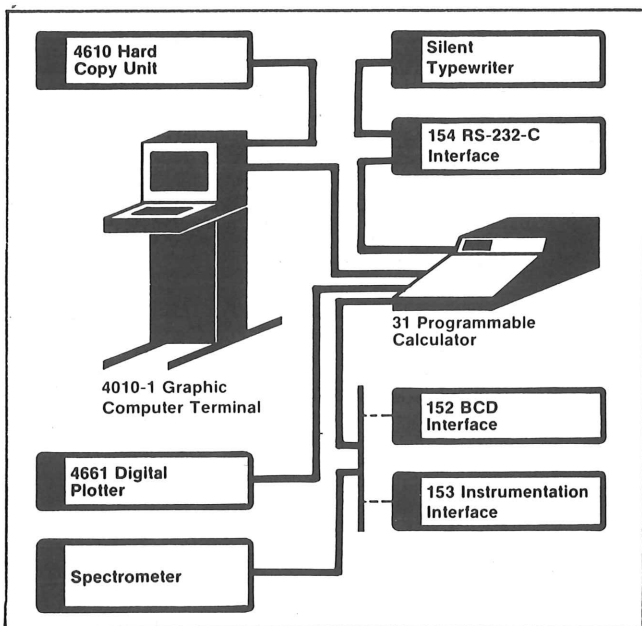 4610 Hard
Copy Unit
Silent
Typewriter
154 RS-232-C
Interface
31 Programmable
Calculator
4010-1 Graphic
Computer Terminal
152 BCD
Interface
4661 Digital
Plotter
153 Instrumentation
Interface
Spectrometer